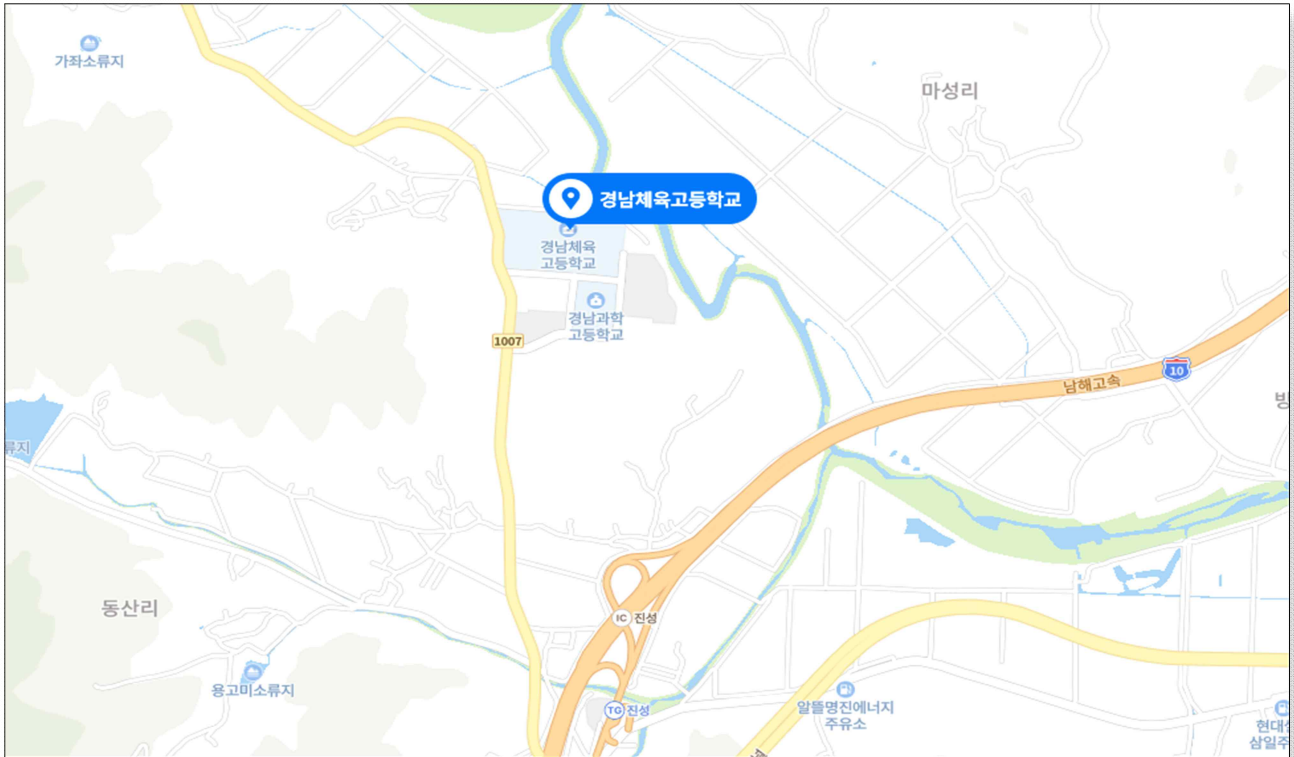 가좌소류지
마성리
경남체육고등학교
경남체육
고등학교
경남과학
고등학교
1007
10
남해고속
방
류지
IC 진성
동산리
용고미소류지
TG 진성
알뜰명진에너지
주유소
현대
삼일주